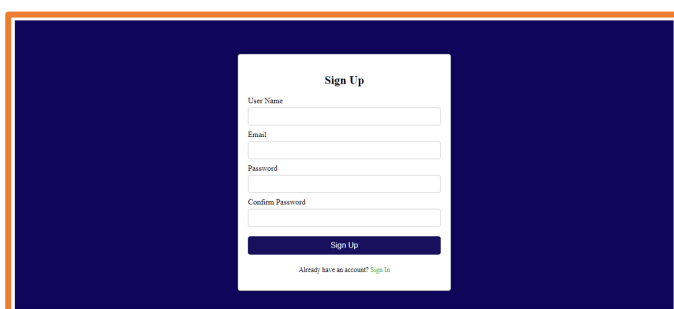 Sign Up
User Name
Email
Password
Confirm Password
Sign Up
Already have an account? Sign In